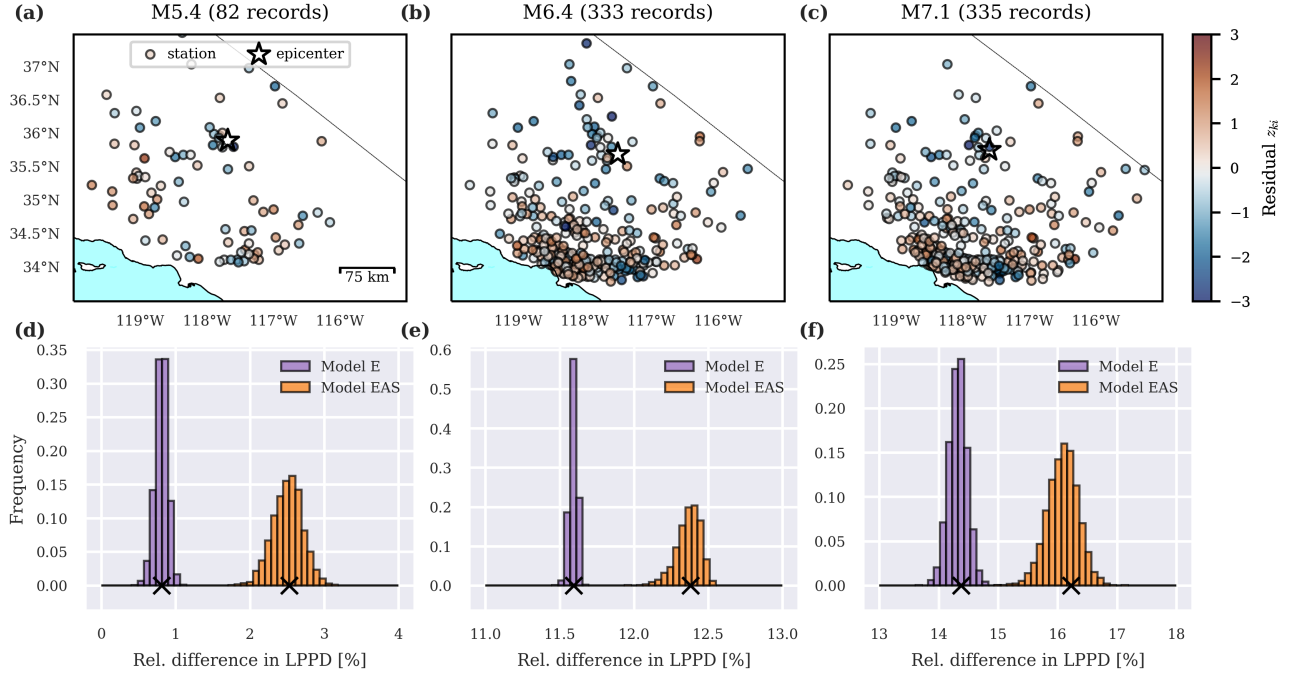 (a) M5.4 (82 records)
(b) M6.4 (333 records)
(c) M7.1 (335 records)
station epicenter
37°N
36.5°N
36°N
35.5°N
35°N
34.5°N
34°N
75 km
119°W 118°W 117°W 116°W
119°W 118°W 117°W 116°W
119°W 118°W 117°W 116°W
3
2
1
0
−1
−2
−3
Residual zki
(d)
Model E
Model EAS
0.35
0.30
0.25
0.20
0.15
0.10
0.05
0.00
Frequency
0 1 2 3 4
Rel. difference in LPPD [%]
(e)
Model E
Model EAS
0.6
0.5
0.4
0.3
0.2
0.1
0.0
11.0 11.5 12.0 12.5 13.0
Rel. difference in LPPD [%]
(f)
Model E
Model EAS
0.25
0.20
0.15
0.10
0.05
0.00
13 14 15 16 17 18
Rel. difference in LPPD [%]